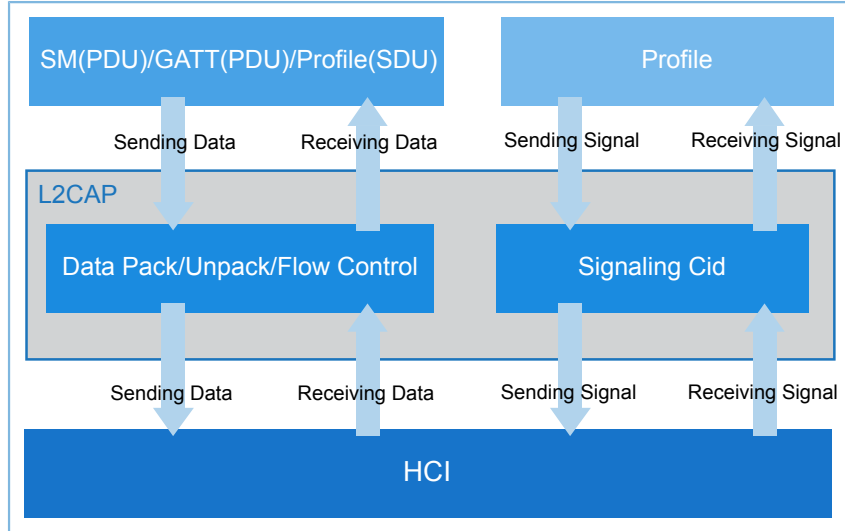 SM(PDU)/GATT(PDU)/Profile(SDU)
Profile
Sending Data
Receiving Data
Sending Signal
Receiving Signal
L2CAP
Data Pack/Unpack/Flow Control
Signaling Cid
Sending Data
Receiving Data
Sending Signal
Receiving Signal
HCI